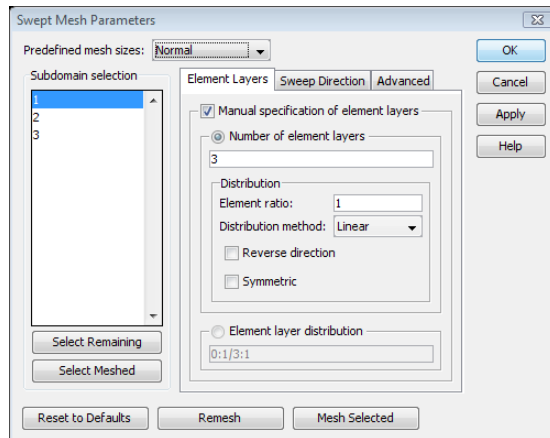 Swept Mesh Parameters
Predefined mesh sizes: Normal
OK
Cancel
Apply
Help
Subdomain selection
1
2
3
Select Remaining
Select Meshed
Element Layers Sweep Direction Advanced
Manual specification of element layers
Number of element layers
3
Distribution
Element ratio: 1
Distribution method: Linear
Reverse direction
Symmetric
Element layer distribution
0:1/3:1
Reset to Defaults Remesh Mesh Selected